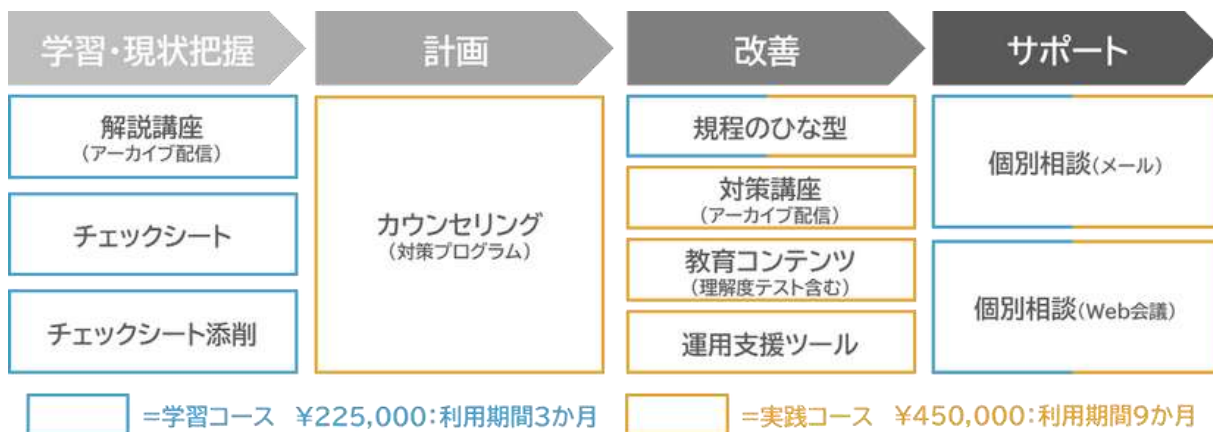 学習・現状把握
計画
改善
サポート
解説講座
(アーカイブ配信)
チェックシート
チェックシート添削
カウンセリング
(対策プログラム)
規程のひな型
対策講座
(アーカイブ配信)
教育コンテンツ
(理解度テスト含む)
運用支援ツール
個別相談(メール)
個別相談(Web会議)
=学習コース ¥225,000:利用期間3か月
=実践コース ¥450,000:利用期間9か月